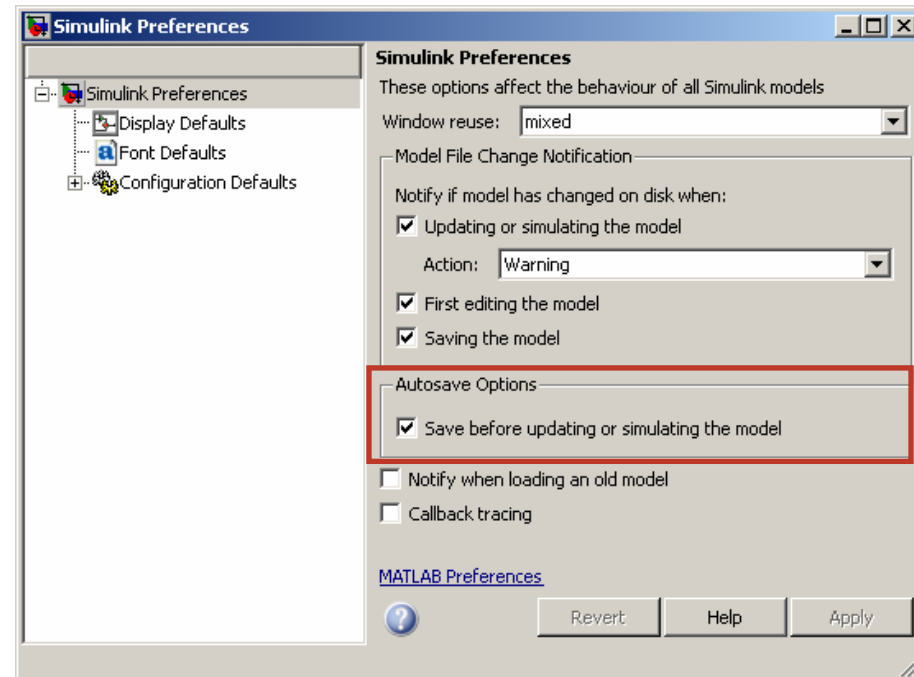 Simulink Preferences
Simulink Preferences
Display Defaults
Font Defaults
Configuration Defaults
Simulink Preferences
These options affect the behaviour of all Simulink models
Window reuse: mixed
Model File Change Notification
Notify if model has changed on disk when:
Updating or simulating the model
Action: Warning
First editing the model
Saving the model
Autosave Options
Save before updating or simulating the model
Notify when loading an old model
Callback tracing
MATLAB Preferences
Revert Help Apply